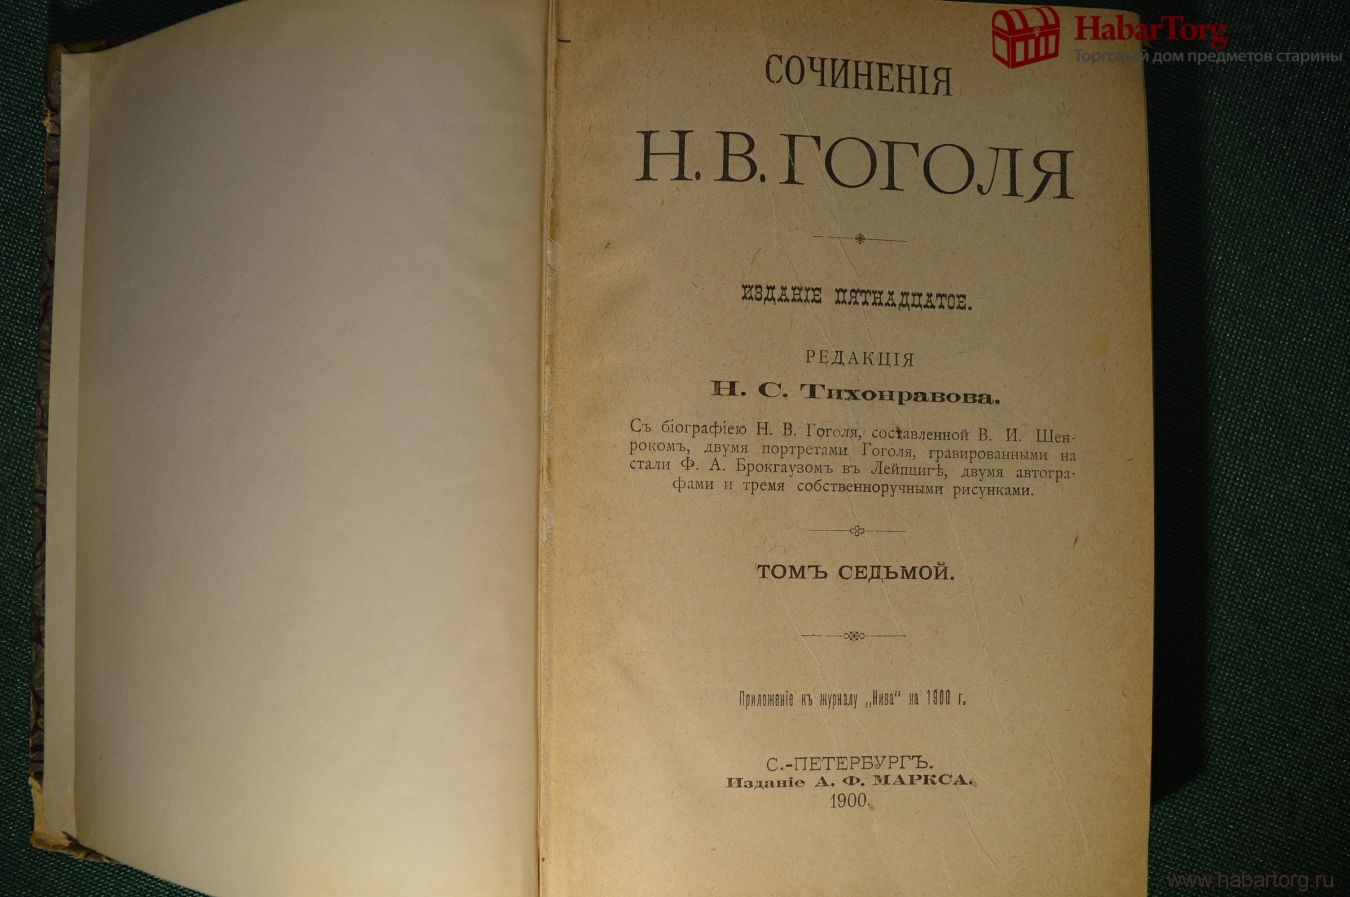 HabarTorg
Торговый дом предметов старины
СОЧИНЕНІЯ
Н. В. ГОГОЛЯ
ИЗДАНІЕ ПЯТНАДЦАТОЕ.
РЕДАКЦІЯ
Н. С. Тихонравова.
Съ біографіею Н. В. Гоголя, составленной В. И. Шен-
рокомъ, двумя портретами Гоголя, гравированными на
стали Ф. А. Брокгаузомъ въ Лейпцигѣ, двумя автогра-
фами и тремя собственноручными рисунками.
ТОМЪ СЕДЬМОЙ.
Приложеніе къ журналу „Нива“ на 1900 г.
С.-ПЕТЕРБУРГЪ.
Изданіе А. Ф. МАРКСА.
1900.
www.habartorg.ru